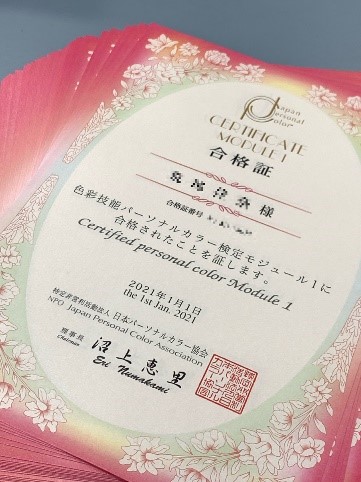 Japan
Personal
Color
CERTIFICATE
MODULE 1
合格証
様
合格証番号
色彩技能パーソナルカラー検定モジュール1に
合格されたことを証します。
Certified personal color Module 1
2021年1月1日
the 1st Jan. 2021
特定非営利活動法人 日本パーソナルカラー協会
NPO Japan Personal Color Association
理事長 沼上恵里
Chairman Eri Numakami